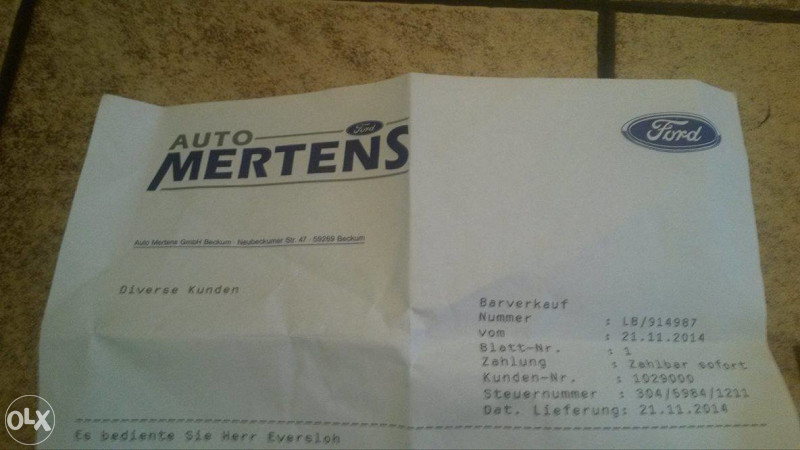 AUTO
Ford
MERTENS
Ford
Auto Mertens GmbH Beckum · Neubeckumer Str. 47 · 59269 Beckum
Diverse Kunden
Barverkauf
Nummer : LB/914987
vom : 21.11.2014
Blatt-Nr. : 1
Zahlung : Zahlbar sofort
Kunden-Nr. : 1029000
Steuernummer : 304/5984/1211
Dat. Lieferung: 21.11.2014
Es bediente Sie Herr Eversloh
OLX